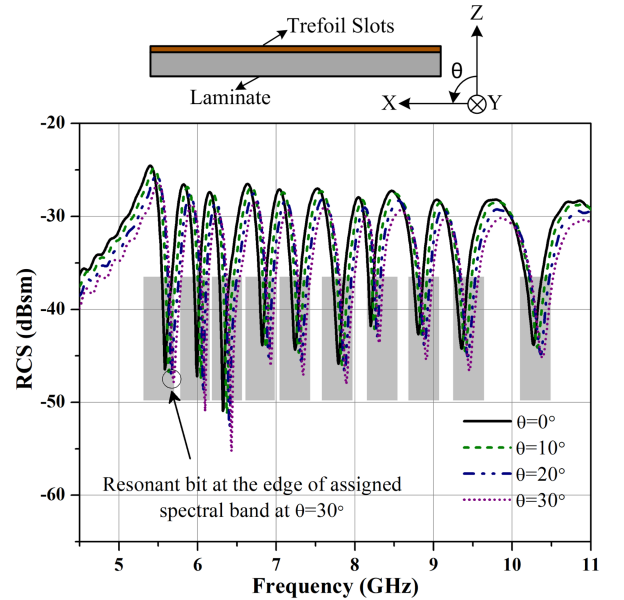 Trefoil Slots
Laminate
Z
θ
X
Y
-20
-30
-40
-50
-60
RCS (dBsm)
Resonant bit at the edge of assigned
spectral band at θ=30°
θ=0°
θ=10°
θ=20°
θ=30°
5 6 7 8 9 10 11
Frequency (GHz)